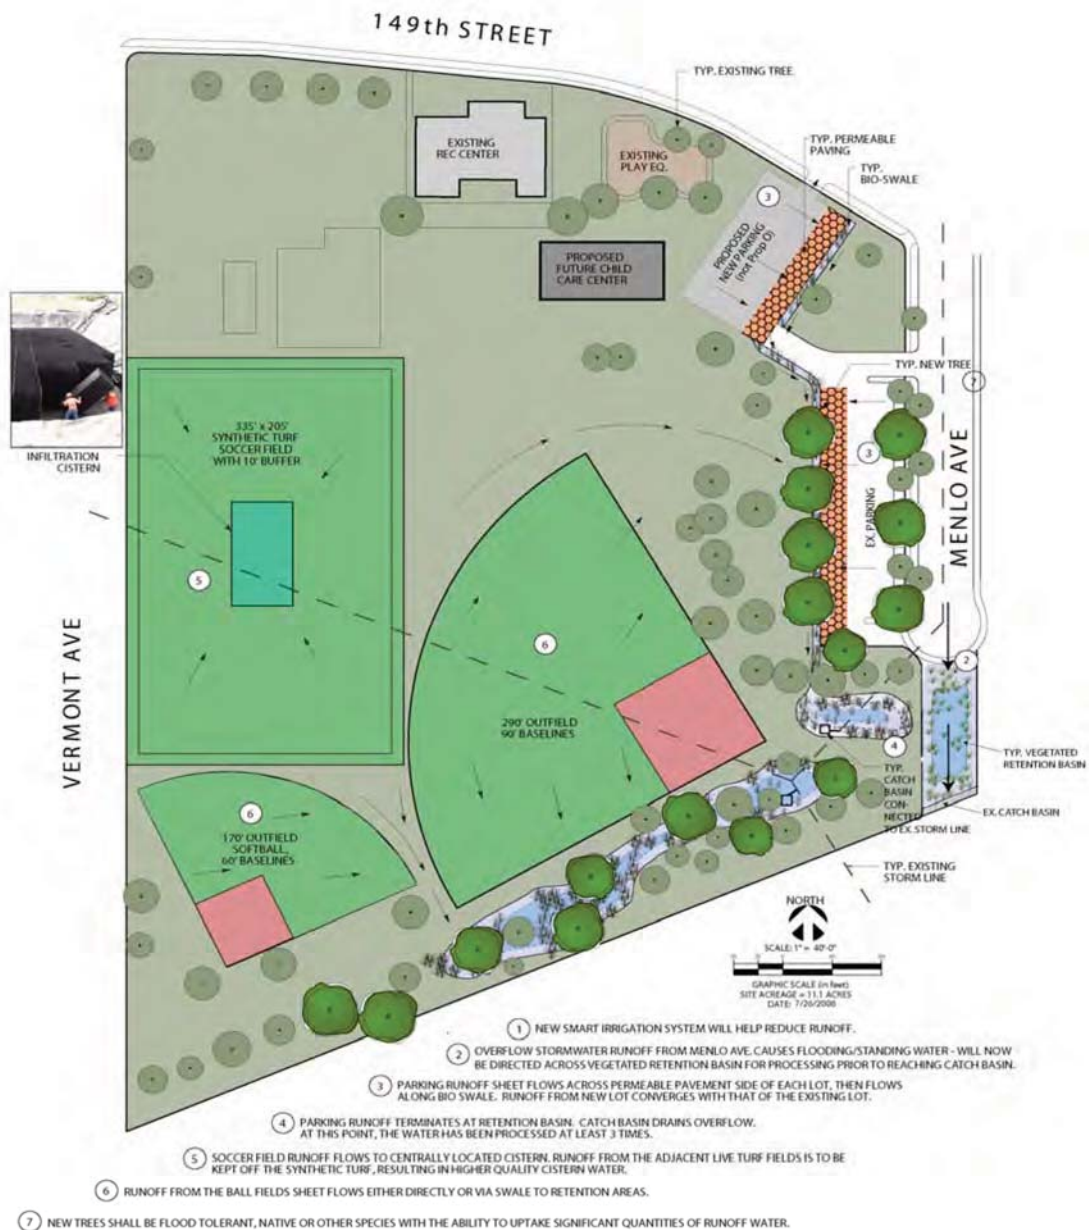 149th STREET
TYP. EXISTING TREE
EXISTING
REC CENTER
EXISTING
PLAY EQ.
TYP. PERMEABLE
PAVING
TYP.
BIO-SWALE
3
PROPOSED
NEW PARKING
(not Prop O)
PROPOSED
FUTURE CHILD
CARE CENTER
TYP. NEW TREE
7
MENLO AVE
335' x 205'
SYNTHETIC TURF
SOCCER FIELD
WITH 10' BUFFER
INFILTRATION
CISTERN
3
EX. PARKING
5
VERMONT AVE
6
290' OUTFIELD
90' BASELINES
2
4
TYP.
CATCH
BASIN
CON-
NECTED
TO EX. STORM LINE
TYP. VEGETATED
RETENTION BASIN
EX. CATCH BASIN
6
170' OUTFIELD
SOFTBALL,
60' BASELINES
TYP. EXISTING
STORM LINE
NORTH
SCALE: 1" = 40'-0"
GRAPHIC SCALE (in feet)
SITE ACREAGE = 11.1 ACRES
DATE: 7/26/2006
1 NEW SMART IRRIGATION SYSTEM WILL HELP REDUCE RUNOFF.
2 OVERFLOW STORMWATER RUNOFF FROM MENLO AVE. CAUSES FLOODING/STANDING WATER - WILL NOW
BE DIRECTED ACROSS VEGETATED RETENTION BASIN FOR PROCESSING PRIOR TO REACHING CATCH BASIN.
3 PARKING RUNOFF SHEET FLOWS ACROSS PERMEABLE PAVEMENT SIDE OF EACH LOT, THEN FLOWS
ALONG BIO SWALE. RUNOFF FROM NEW LOT CONVERGES WITH THAT OF THE EXISTING LOT.
4 PARKING RUNOFF TERMINATES AT RETENTION BASIN. CATCH BASIN DRAINS OVERFLOW.
AT THIS POINT, THE WATER HAS BEEN PROCESSED AT LEAST 3 TIMES.
5 SOCCER FIELD RUNOFF FLOWS TO CENTRALLY LOCATED CISTERN. RUNOFF FROM THE ADJACENT LIVE TURF FIELDS IS TO BE
KEPT OFF THE SYNTHETIC TURF, RESULTING IN HIGHER QUALITY CISTERN WATER.
6 RUNOFF FROM THE BALL FIELDS SHEET FLOWS EITHER DIRECTLY OR VIA SWALE TO RETENTION AREAS.
7 NEW TREES SHALL BE FLOOD TOLERANT, NATIVE OR OTHER SPECIES WITH THE ABILITY TO UPTAKE SIGNIFICANT QUANTITIES OF RUNOFF WATER.